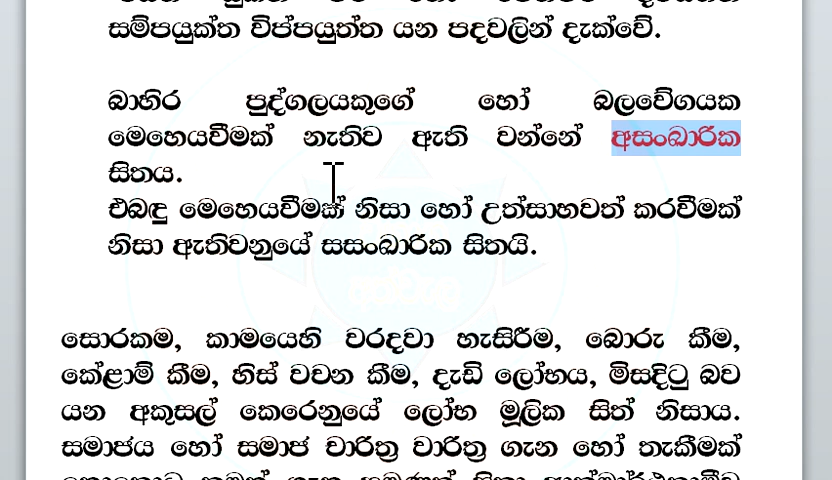 සම්පයුක්ත විප්පයුත්ත යන පදවලින් දැක්වේ.
බාහිර පුද්ගලයකුගේ හෝ බලවේගයක
මෙහෙයවීමක් නැතිව ඇති වන්නේ අසංඛාරික
සිතය.
එබඳු මෙහෙයවීමක් නිසා හෝ උත්සාහවත් කරවීමක්
නිසා ඇතිවනුයේ සසංඛාරික සිතයි.
සොරකම, කාමයෙහි වරදවා හැසිරීම, බොරු කීම,
කේළාම් කීම, හිස් වචන කීම, දැඩි ලෝභය, මිසදිටු බව
යන අකුසල් කෙරෙනුයේ ලෝභ මූලික සිත් නිසාය.
සමාජය හෝ සමාජ චාරිත්‍ර වාරිත්‍ර ගැන හෝ තැකීමක්